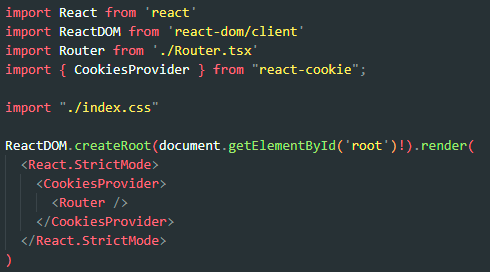 import React from 'react'
import ReactDOM from 'react-dom/client'
import Router from './Router.tsx'
import { CookiesProvider } from "react-cookie";

import "./index.css"

ReactDOM.createRoot(document.getElementById('root')!).render(
  <React.StrictMode>
    <CookiesProvider>
      <Router />
    </CookiesProvider>
  </React.StrictMode>
)